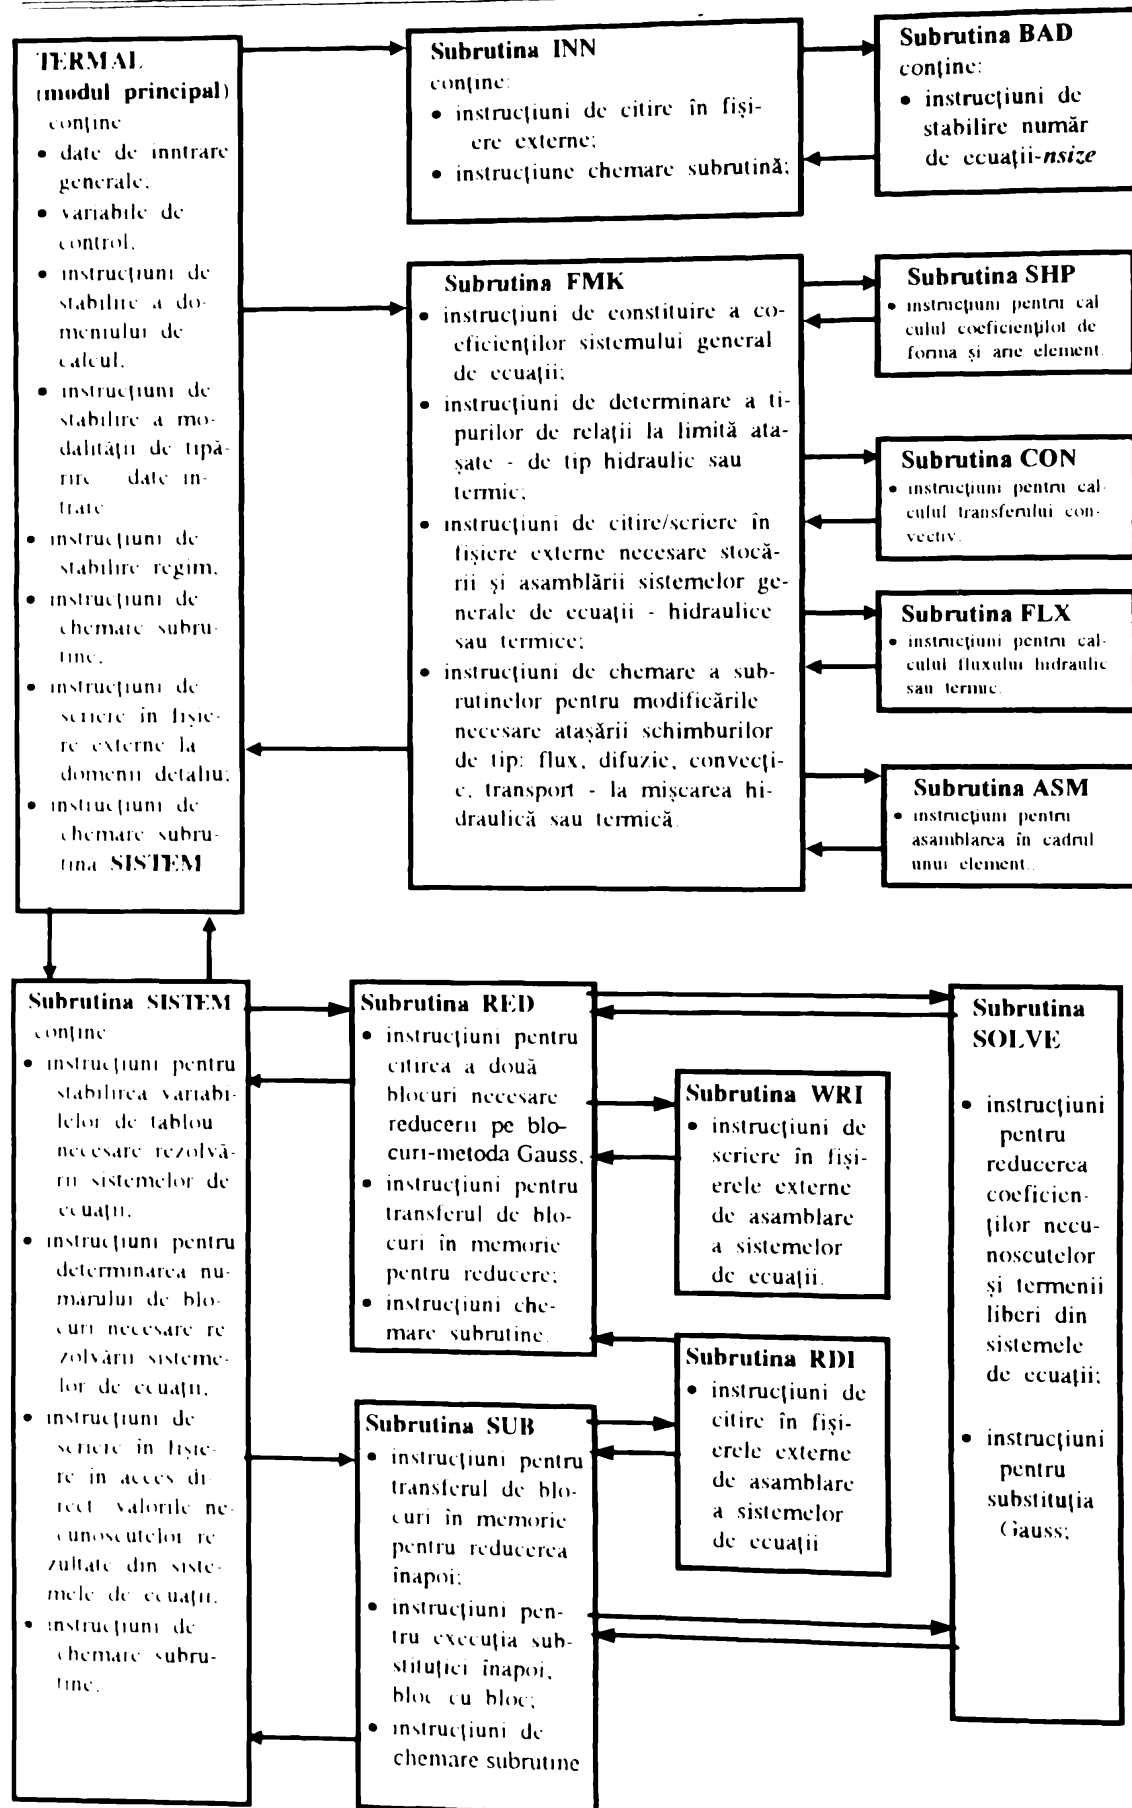 TERMAL
(modul principal)
conține
• date de inntrare
generale;
• variabile de
control,
• instrucțiuni de
stabilire a do-
meniului de
calcul,
• instrucțiuni de
stabilire a mo-
dalității de tipă-
rire date in-
trate
• instrucțiuni de
stabilire regim,
• instrucțiuni de
chemare subru-
tine,
• instrucțiuni de
scriere în fișie-
re externe la
domenii detaliu;
• instrucțiuni de
chemare subru-
tină SISTEM
Subrutina INN
conține:
• instrucțiuni de citire în fiși-
ere externe;
• instrucțiune chemare subrutină;
Subrutina BAD
conține:
• instrucțiuni de
stabilire număr
de ecuații-nsize
Subrutina FMK
• instrucțiuni de constituire a co-
eficienților sistemului general
de ecuații;
• instrucțiuni de determinare a ti-
purilor de relații la limită ata-
șate - de tip hidraulic sau
termic;
• instrucțiuni de citire/scriere în
fișiere externe necesare stocă-
rii și asamblării sistemelor ge-
nerale de ecuații - hidraulice
sau termice;
• instrucțiuni de chemare a sub-
rutinelor pentru modificările
necesare atașării schimburilor
de tip: flux, difuzie, convecți-
e, transport - la mișcarea hi-
draulică sau termică.
Subrutina SHP
• instrucțiuni pentru cal
culul coeficienților de
forma și arie element.
Subrutina CON
• instrucțiuni pentru cal-
culul transferului con-
vectiv.
Subrutina FLX
• instrucțiuni pentru cal-
culul fluxului hidraulic
sau termic.
Subrutina ASM
• instrucțiuni pentru
asamblarea în cadrul
unui element.
Subrutina SISTEM
conține
• instrucțiuni pentru
stabilirea variabi-
lelor de tablou
necesare rezolvă-
rii sistemelor de
ecuații,
• instrucțiuni pentru
determinarea nu-
mărului de blo-
curi necesare re
zolvării sisteme-
lor de ecuații,
• instrucțiuni de
scriere în fișie-
re în acces di
rect valorile ne-
cunoscutelor re
zultate din siste-
mele de ecuații,
• instrucțiuni de
chemare subru-
tine,
Subrutina RED
• instrucțiuni pentru
citirea a două
blocuri necesare
reducerii pe blo-
curi-metoda Gauss,
• instrucțiuni pentru
transferul de blo-
curi în memorie
pentru reducere;
• instrucțiuni che-
mare subrutine.
Subrutina SUB
• instrucțiuni pentru
transferul de blo-
curi în memorie
pentru reducerea
înapoi;
• instrucțiuni pen-
tru execuția sub-
stituției înapoi,
bloc cu bloc;
• instrucțiuni de
chemare subrutine
Subrutina WRI
• instrucțiuni de
scriere în fiși-
erele externe
de asamblare
a sistemelor
de ecuații.
Subrutina RDI
• instrucțiuni de
citire în fiși-
erele externe
de asamblare
a sistemelor
de ecuații
Subrutina
SOLVE
• instrucțiuni
pentru
reducerea
coeficien-
ților necu-
noscutelor
și termenii
liberi din
sistemele
de ecuații;
• instrucțiuni
pentru
substituția
Gauss;